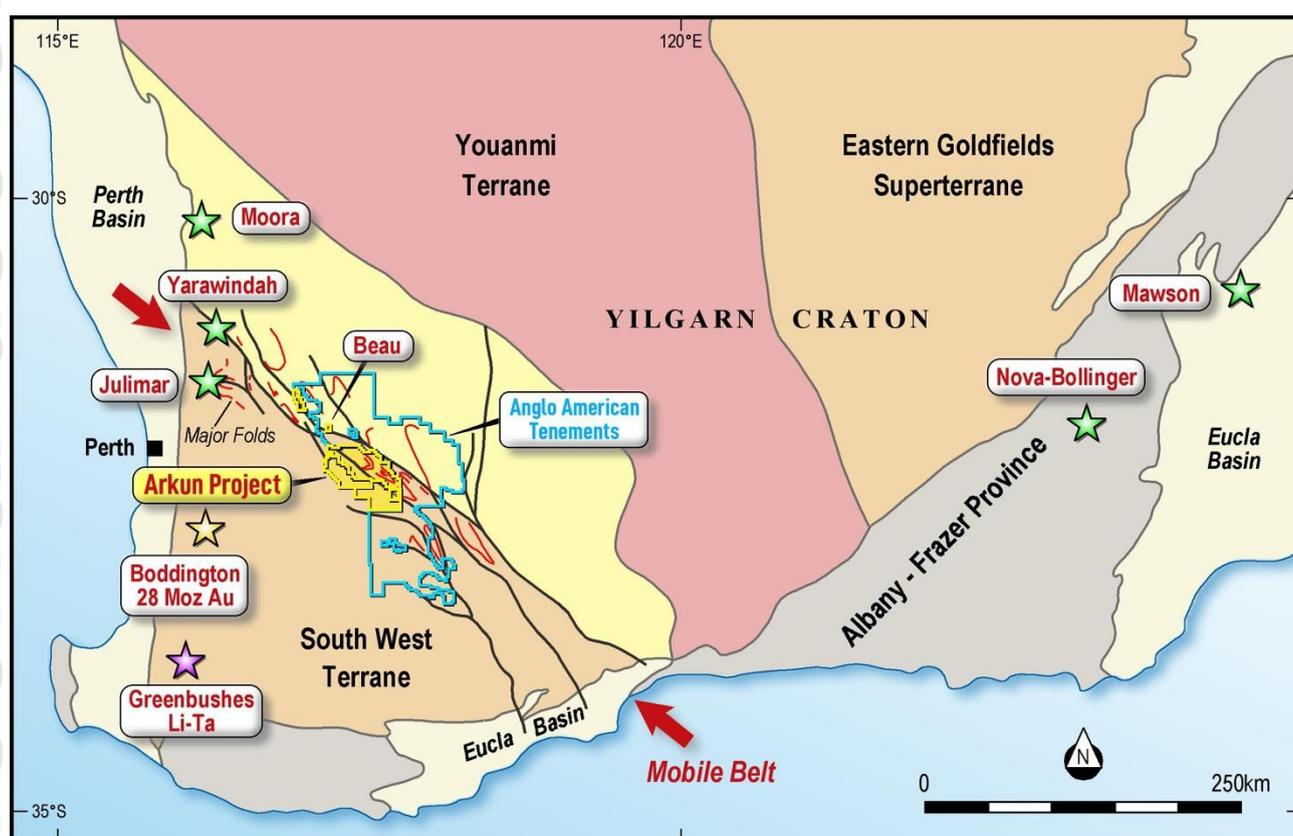 115°E
120°E
30°S
35°S
Perth
Basin
Moora
Yarawindah
Julimar
Major Folds
Perth
Beau
Anglo American
Tenements
Arkun Project
Boddington
28 Moz Au
Greenbushes
Li-Ta
South West
Terrane
Youanmi
Terrane
Eastern Goldfields
Superterrane
YILGARN CRATON
Mawson
Nova-Bollinger
Eucla
Basin
Albany - Frazer Province
Eucla Basin
Mobile Belt
N
0 250km